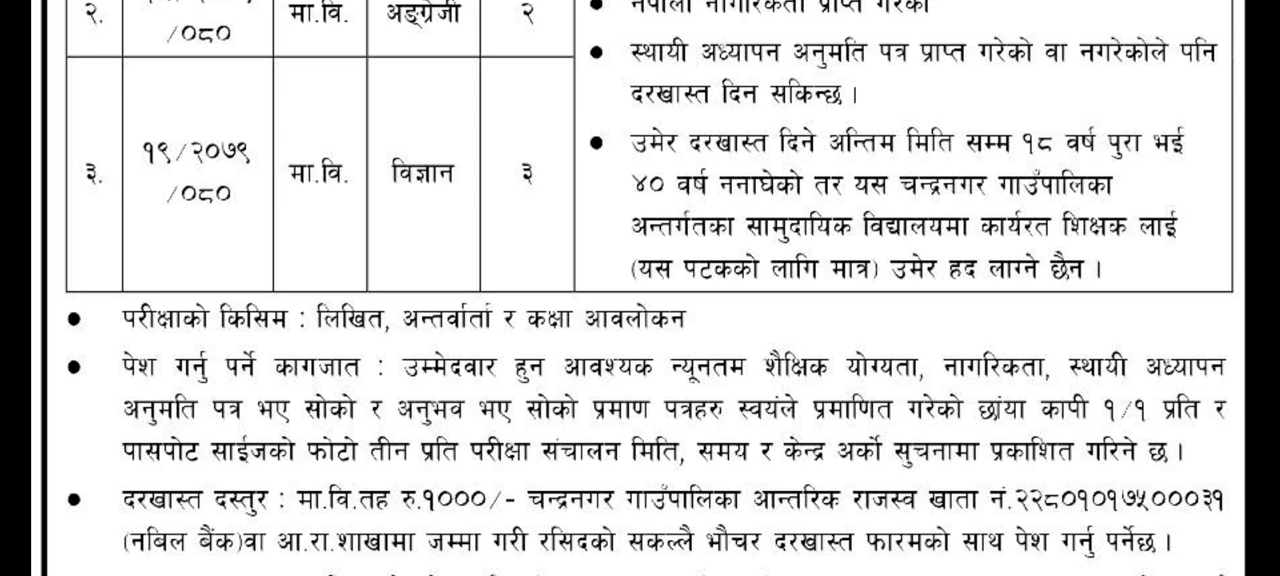 २. /०८० मा.वि. अङ्ग्रेजी २
• नेपाली नागरिकता प्राप्त गरेको
• स्थायी अध्यापन अनुमति पत्र प्राप्त गरेको वा नगरेकोले पनि
दरखास्त दिन सकिन्छ ।
३. १९/२०७९ मा.वि. विज्ञान ३
/०८०
• उमेर दरखास्त दिने अन्तिम मिति सम्म १८ वर्ष पुरा भई
४० वर्ष ननाघेको तर यस चन्द्रनगर गाउँपालिका
अन्तर्गतका सामुदायिक विद्यालयमा कार्यरत शिक्षक लाई
(यस पटकको लागि मात्र) उमेर हद लाग्ने छैन ।
• परीक्षाको किसिम : लिखित, अन्तर्वार्ता र कक्षा आवलोकन
• पेश गर्नु पर्ने कागजात : उम्मेदवार हुन आवश्यक न्यूनतम शैक्षिक योग्यता, नागरिकता, स्थायी अध्यापन
अनुमति पत्र भए सोको र अनुभव भए सोको प्रमाण पत्रहरु स्वयंले प्रमाणित गरेको छांया कापी १/१ प्रति र
पासपोट साईजको फोटो तीन प्रति परीक्षा संचालन मिति, समय र केन्द्र अर्को सुचनामा प्रकाशित गरिने छ ।
• दरखास्त दस्तुर : मा.वि.तह रु.१०००/- चन्द्रनगर गाउँपालिका आन्तरिक राजस्व खाता नं.२२८०१०१७५०००३१
(नबिल बैंक)वा आ.रा.शाखामा जम्मा गरी रसिदको सकल्लै भौचर दरखास्त फारमको साथ पेश गर्नु पर्नेछ ।